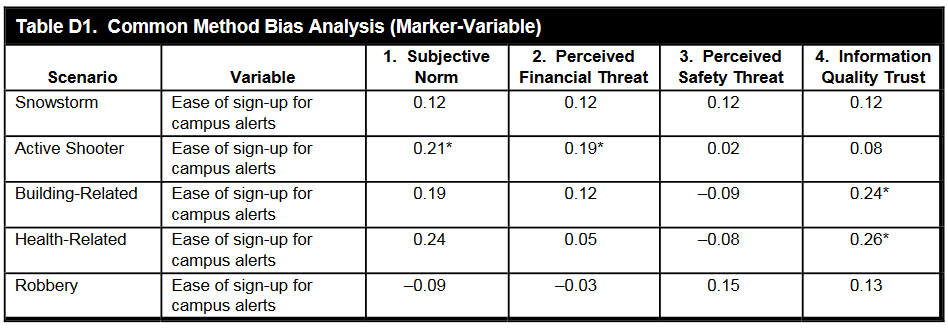 Table D1. Common Method Bias Analysis (Marker-Variable)
Scenario Variable 1. Subjective Norm 2. Perceived Financial Threat 3. Perceived Safety Threat 4. Information Quality Trust
Snowstorm Ease of sign-up for campus alerts 0.12 0.12 0.12 0.12
Active Shooter Ease of sign-up for campus alerts 0.21* 0.19* 0.02 0.08
Building-Related Ease of sign-up for campus alerts 0.19 0.12 –0.09 0.24*
Health-Related Ease of sign-up for campus alerts 0.24 0.05 –0.08 0.26*
Robbery Ease of sign-up for campus alerts –0.09 –0.03 0.15 0.13